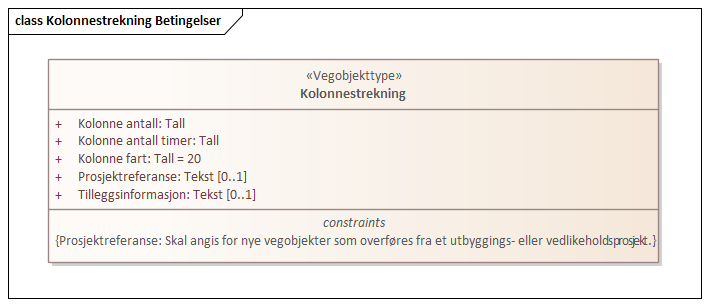 class Kolonnestrekning Betingelser
«Vegobjekttype»
Kolonnestrekning
+ Kolonne antall: Tall
+ Kolonne antall timer: Tall
+ Kolonne fart: Tall = 20
+ Prosjektreferanse: Tekst [0..1]
+ Tilleggsinformasjon: Tekst [0..1]
constraints
{Prosjektreferanse: Skal angis for nye vegobjekter som overføres fra et utbyggings- eller vedlikeholdsprosjekt.}